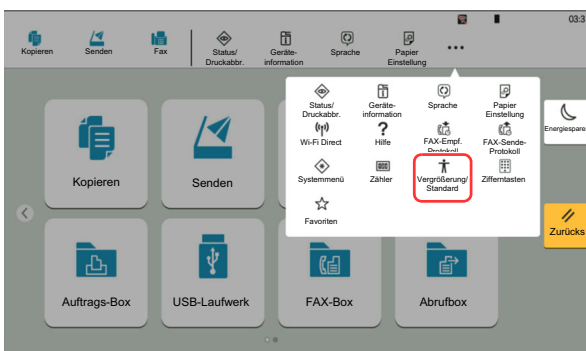 03:3
Kopieren
Senden
Fax
Status/
Druckabbr.
Geräte-
information
Sprache
Papier
Einstellung
Status/
Druckabbr.
Geräte-
information
Sprache
Papier
Einstellung
Wi-Fi Direct
Hilfe
FAX-Empf.
Protokoll
FAX-Sende-
Protokoll
Systemmenü
Zähler
Vergrößerung/
Standard
Zifferntasten
Favoriten
Energiespare
Kopieren
Senden
Zurücks
Auftrags-Box
USB-Laufwerk
FAX-Box
Abrufbox